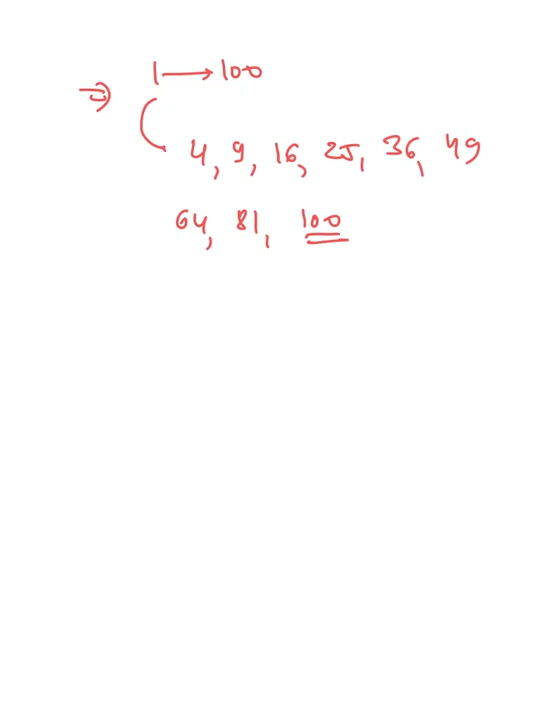 1 → 100
⇒
4, 9, 16, 25, 36, 49
64, 81, 100